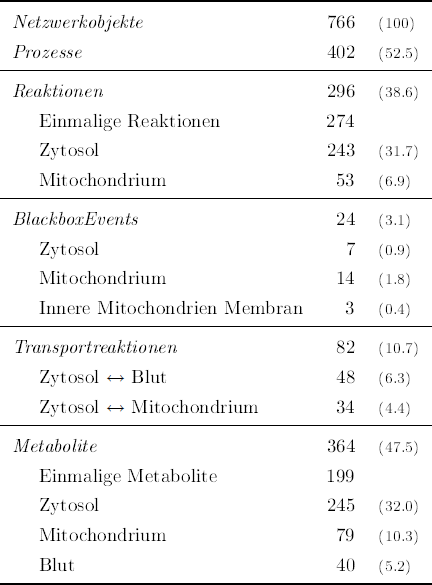 Netzwerkobjekte 766 (100)
Prozesse 402 (52.5)
Reaktionen 296 (38.6)
Einmalige Reaktionen 274
Zytosol 243 (31.7)
Mitochondrium 53 (6.9)
BlackboxEvents 24 (3.1)
Zytosol 7 (0.9)
Mitochondrium 14 (1.8)
Innere Mitochondrien Membran 3 (0.4)
Transportreaktionen 82 (10.7)
Zytosol ↔ Blut 48 (6.3)
Zytosol ↔ Mitochondrium 34 (4.4)
Metabolite 364 (47.5)
Einmalige Metabolite 199
Zytosol 245 (32.0)
Mitochondrium 79 (10.3)
Blut 40 (5.2)